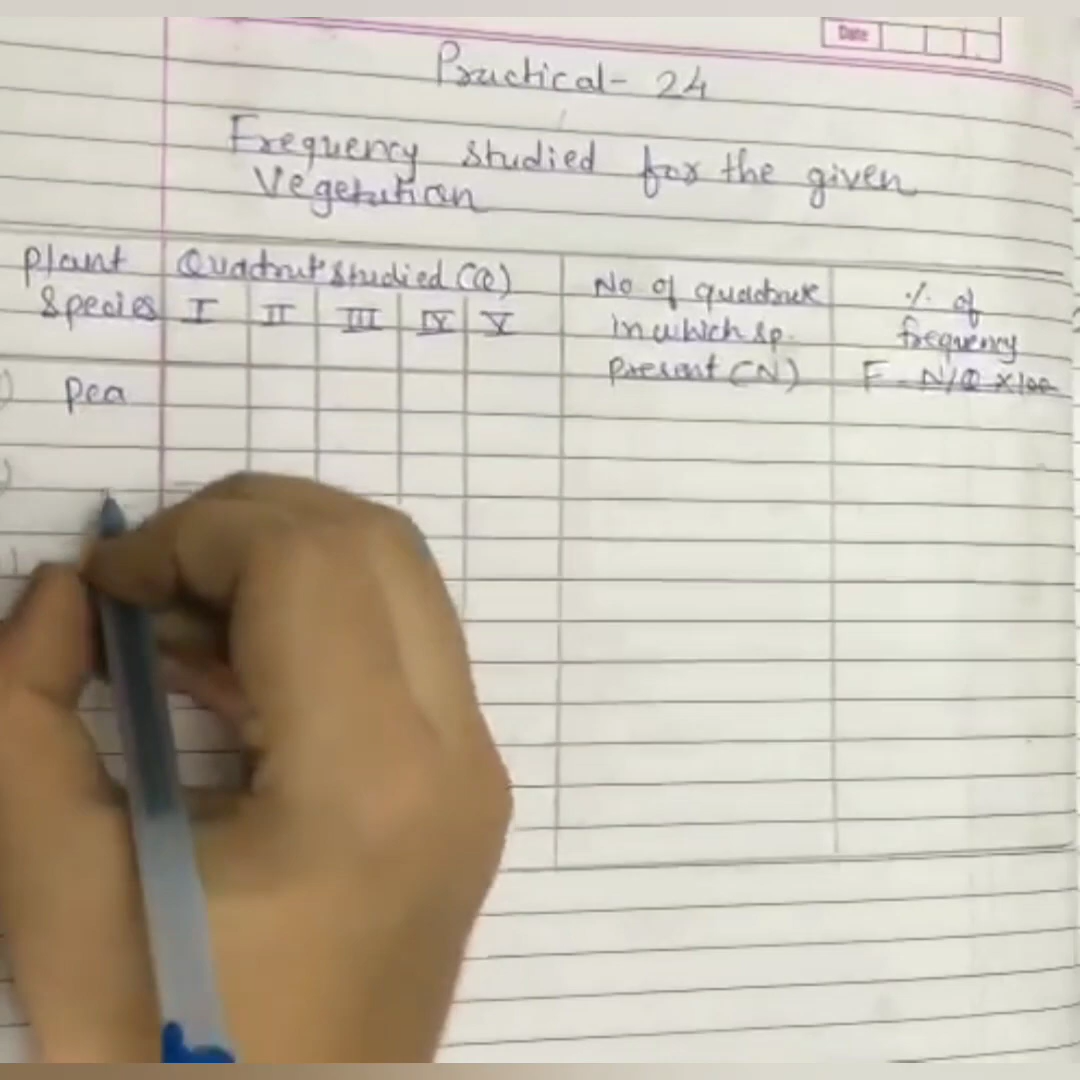 Date
Practical - 24
Frequency studied for the given
Vegetation
Plant Species
Quadrat studied (Q)
I II III IV V
No of quadrate
in which sp.
Present (N)
% of
frequency
F - N/Q × 100
Pea